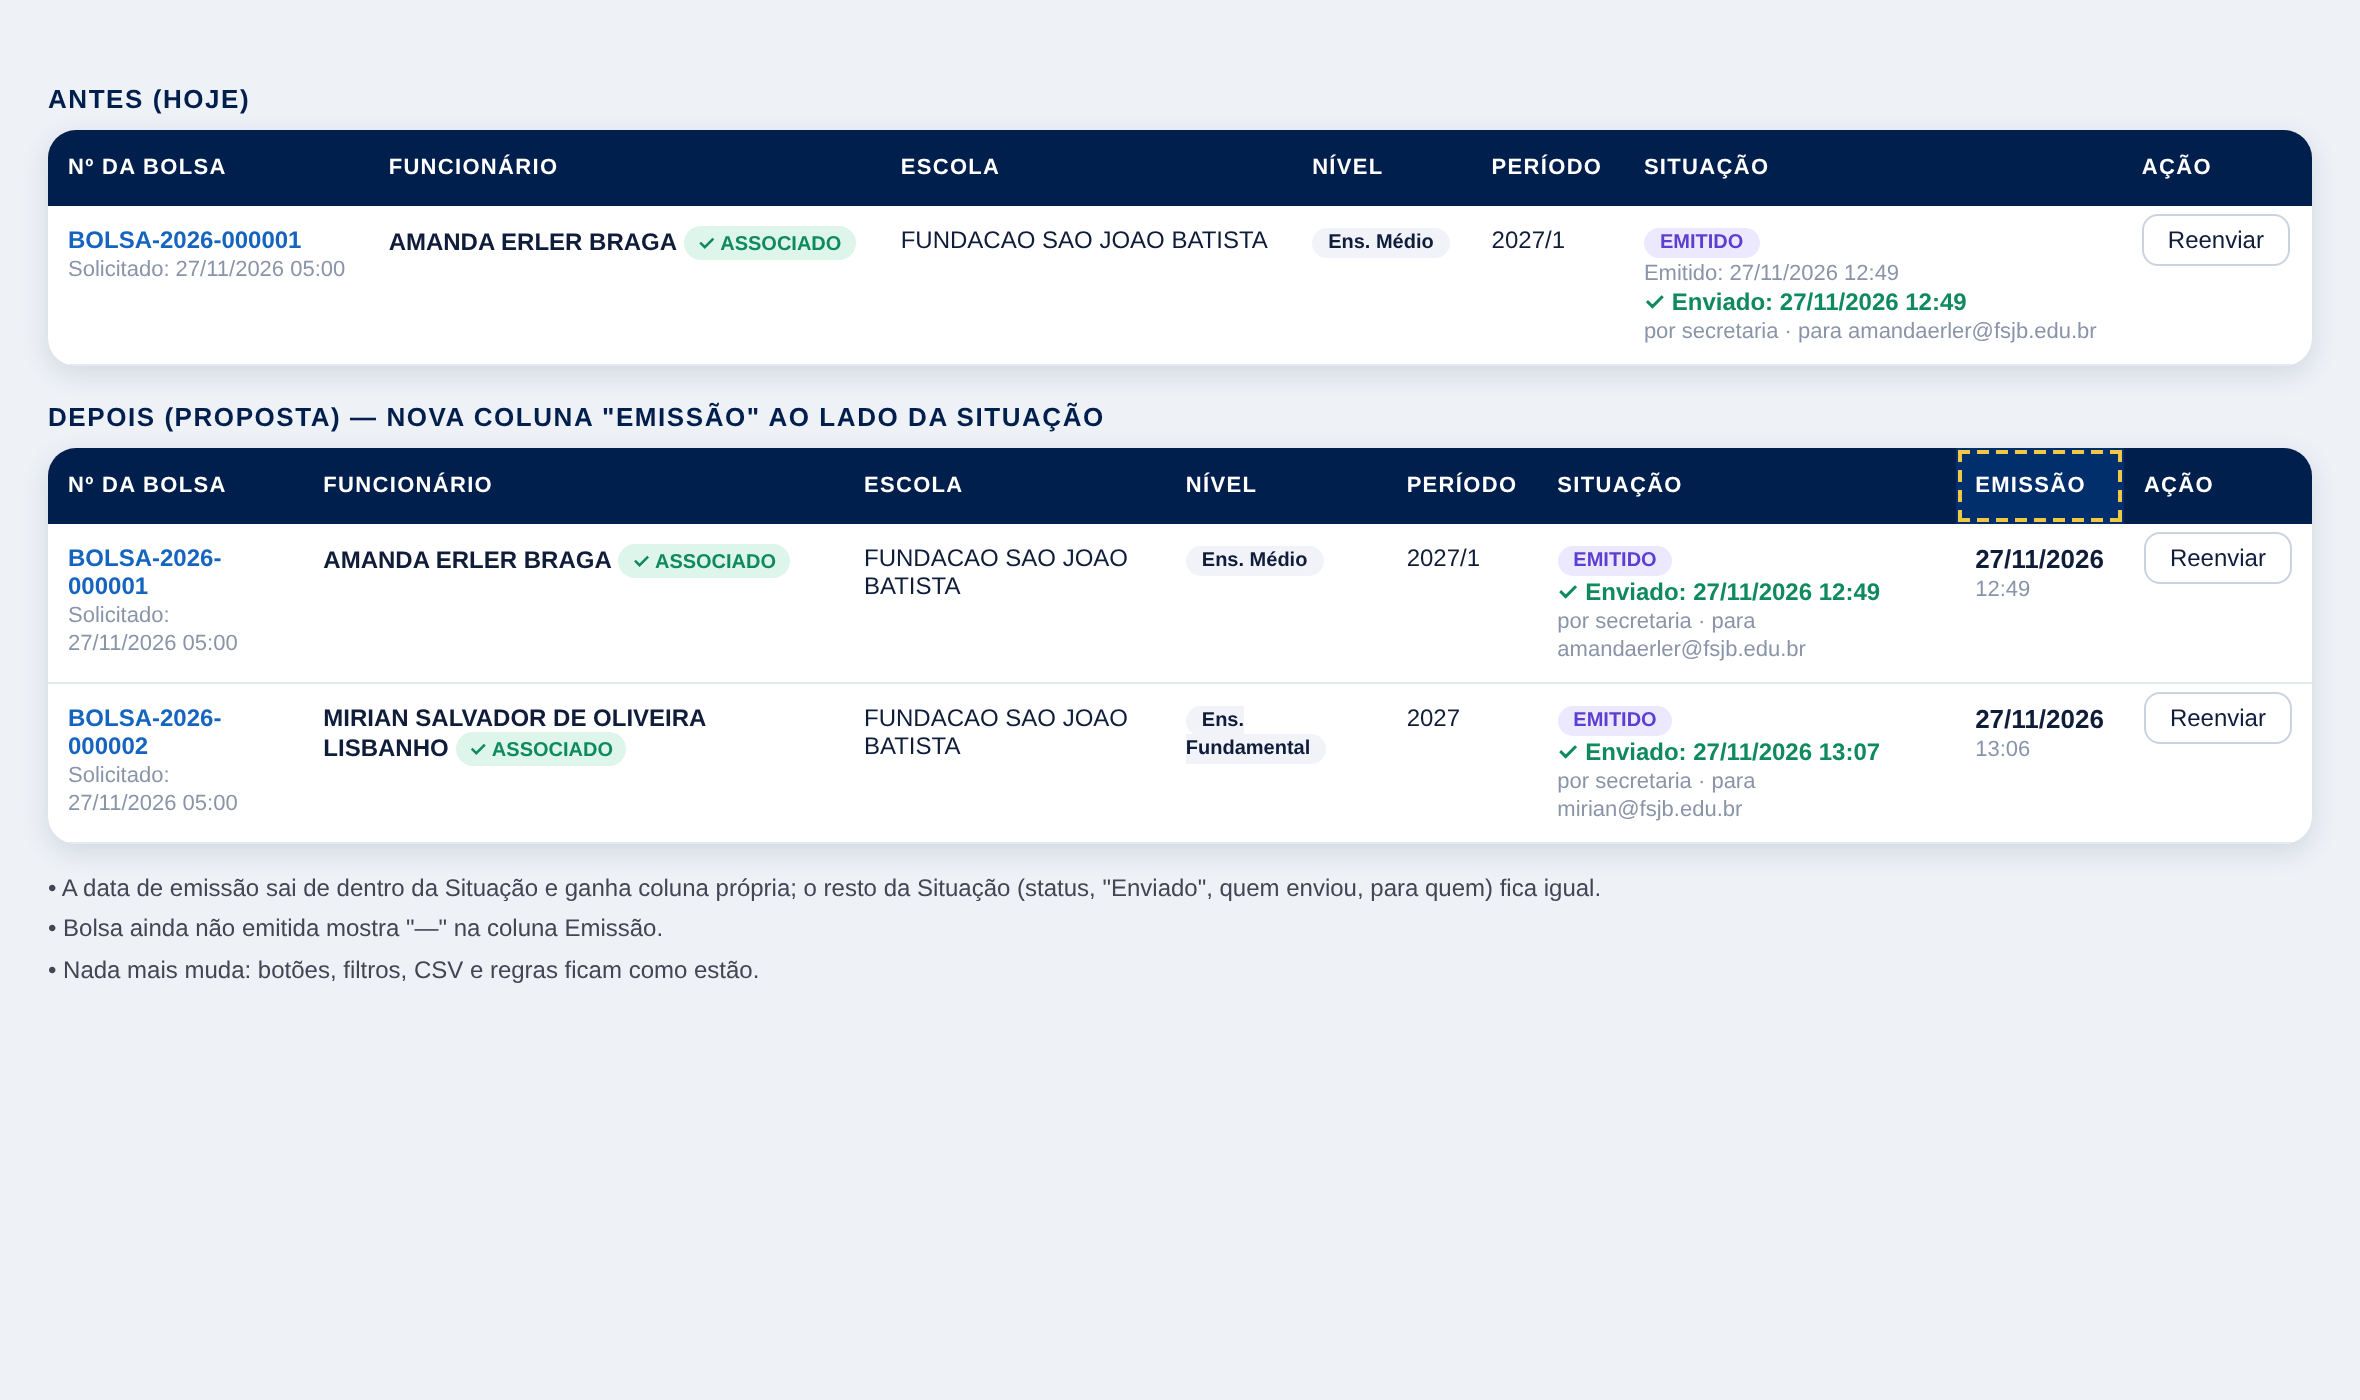 ANTES (HOJE)
Nº DA BOLSA FUNCIONÁRIO ESCOLA NÍVEL PERÍODO SITUAÇÃO AÇÃO
BOLSA-2026-000001 AMANDA ERLER BRAGA ✓ ASSOCIADO FUNDACAO SAO JOAO BATISTA Ens. Médio 2027/1 EMITIDO Reenviar
Solicitado: 27/11/2026 05:00 Emitido: 27/11/2026 12:49
✓ Enviado: 27/11/2026 12:49
por secretaria · para amandaerler@fsjb.edu.br
DEPOIS (PROPOSTA) — NOVA COLUNA "EMISSÃO" AO LADO DA SITUAÇÃO
Nº DA BOLSA FUNCIONÁRIO ESCOLA NÍVEL PERÍODO SITUAÇÃO EMISSÃO AÇÃO
BOLSA-2026- AMANDA ERLER BRAGA ✓ ASSOCIADO FUNDACAO SAO JOAO Ens. Médio 2027/1 EMITIDO 27/11/2026 Reenviar
000001 BATISTA ✓ Enviado: 27/11/2026 12:49 12:49
Solicitado: por secretaria · para
27/11/2026 05:00 amandaerler@fsjb.edu.br
BOLSA-2026- MIRIAN SALVADOR DE OLIVEIRA FUNDACAO SAO JOAO Ens. 2027 EMITIDO 27/11/2026 Reenviar
000002 LISBANHO ✓ ASSOCIADO BATISTA Fundamental ✓ Enviado: 27/11/2026 13:07 13:06
Solicitado: por secretaria · para
27/11/2026 05:00 mirian@fsjb.edu.br
• A data de emissão sai de dentro da Situação e ganha coluna própria; o resto da Situação (status, "Enviado", quem enviou, para quem) fica igual.
• Bolsa ainda não emitida mostra "—" na coluna Emissão.
• Nada mais muda: botões, filtros, CSV e regras ficam como estão.